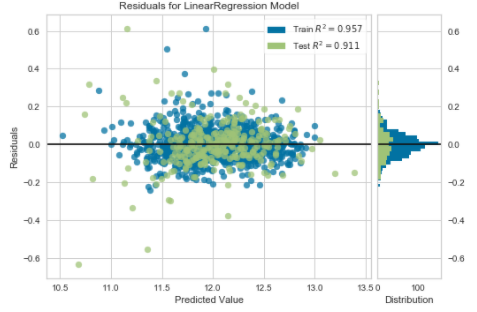 Residuals for LinearRegression Model
Train R² = 0.957
Test R² = 0.911
Residuals
0.6
0.4
0.2
0.0
−0.2
−0.4
−0.6
10.5 11.0 11.5 12.0 12.5 13.0 13.5
Predicted Value
0.6
0.4
0.2
0.0
−0.2
−0.4
−0.6
0 100
Distribution